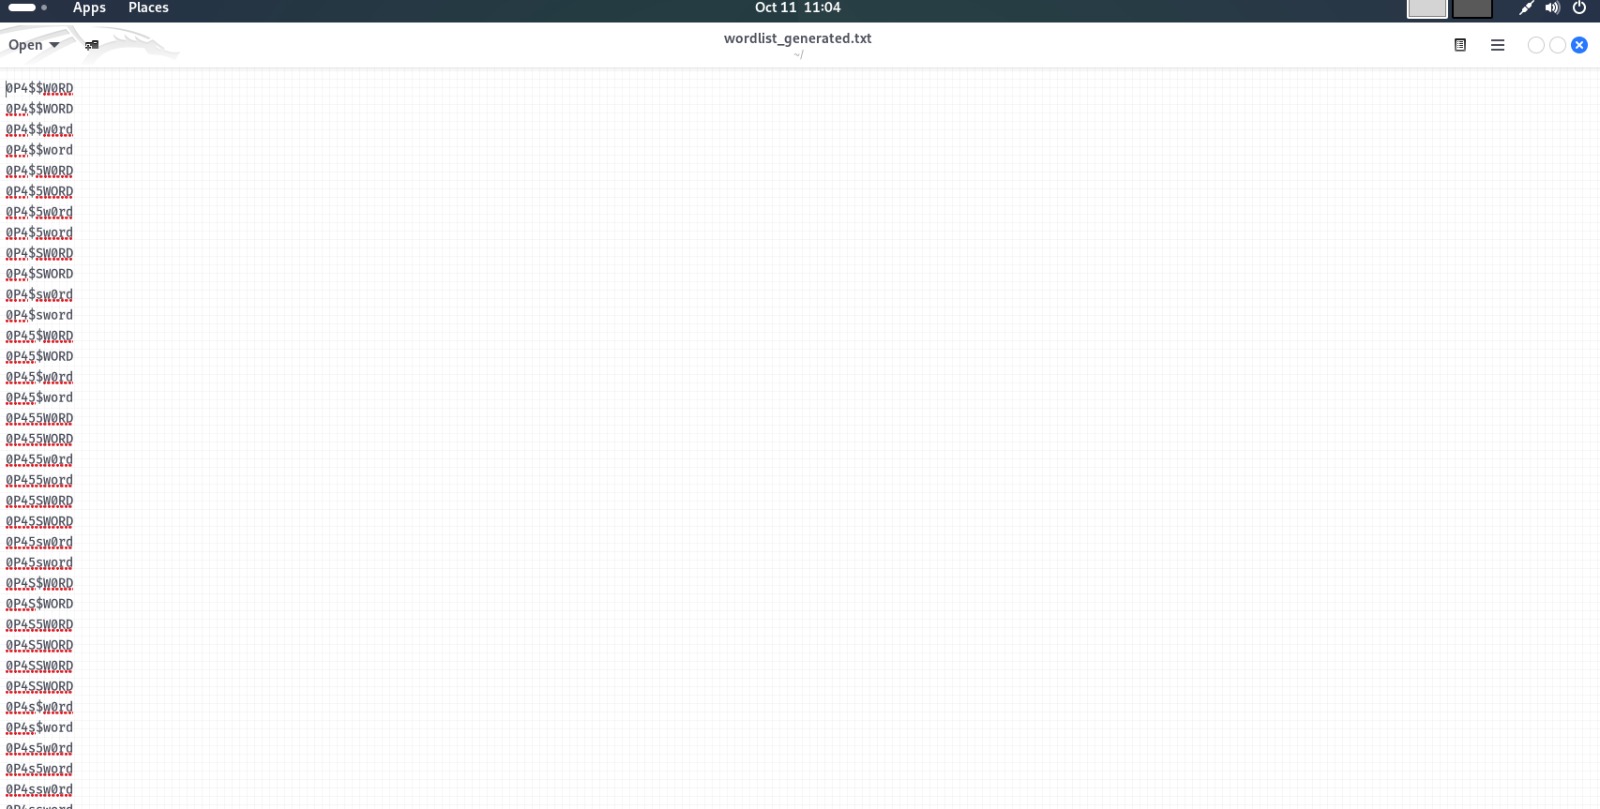 Apps Places Oct 11 11:04
Open wordlist_generated.txt
~/
0P4$$W0RD
0P4$$WORD
0P4$$w0rd
0P4$$word
0P4$5W0RD
0P4$5WORD
0P4$5w0rd
0P4$5word
0P4$SW0RD
0P4$SWORD
0P4$sw0rd
0P4$sword
0P45$W0RD
0P45$WORD
0P45$w0rd
0P45$word
0P455W0RD
0P455WORD
0P455w0rd
0P455word
0P45SW0RD
0P45SWORD
0P45sw0rd
0P45sword
0P4S$W0RD
0P4S$WORD
0P4S5W0RD
0P4S5WORD
0P4SSW0RD
0P4SSWORD
0P4s$w0rd
0P4s$word
0P4s5w0rd
0P4s5word
0P4ssw0rd